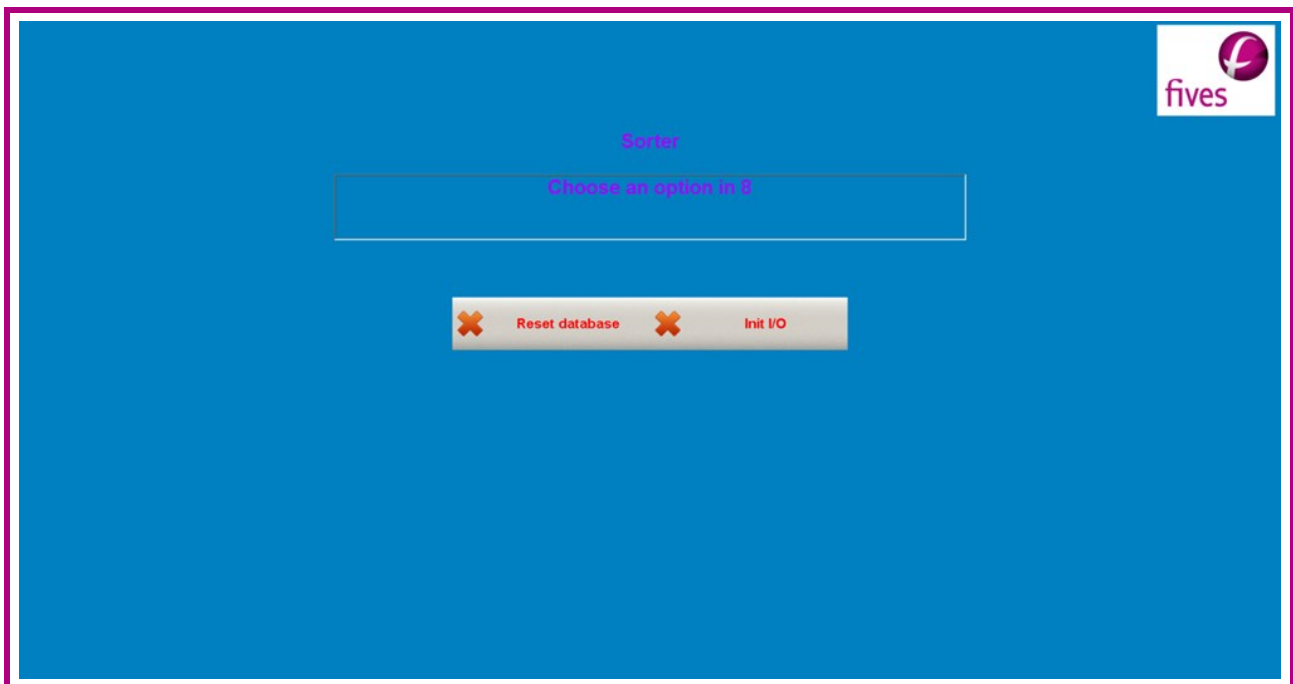 fives
Sorter
Choose an option in 8
Reset database
Init I/O